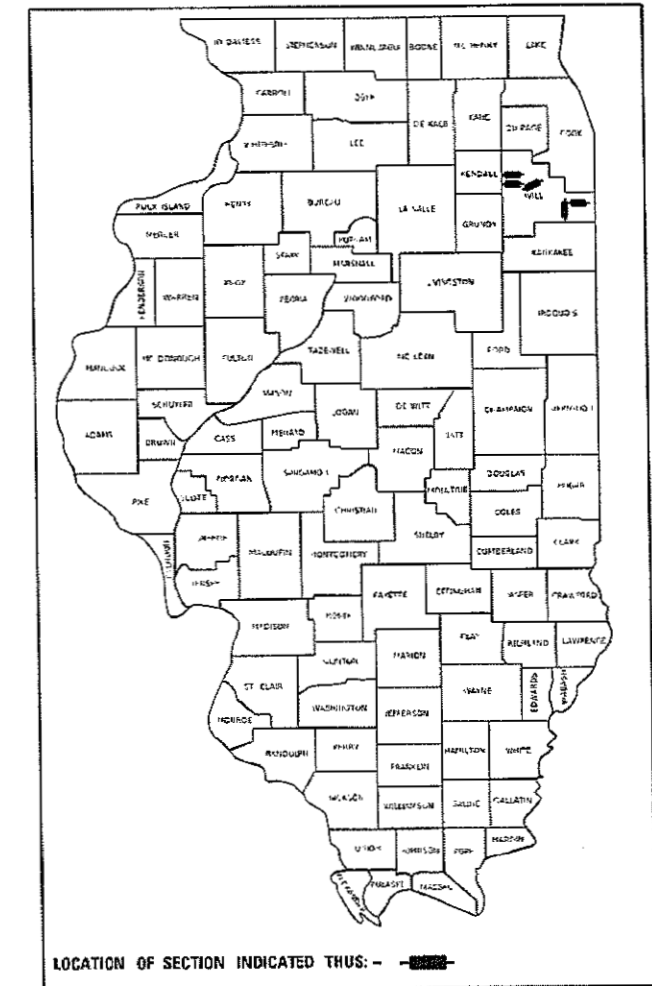 JO DAVIESS STEPHENSON WINNEBAGO BOONE MC HENRY LAKE
CARROLL OGLE DE KALB KANE DU PAGE COOK
WHITESIDE LEE KENDALL WILL
ROCK ISLAND HENRY BUREAU LA SALLE GRUNDY
MERCER PUTNAM KANKAKEE
HENDERSON WARREN KNOX STARK MARSHALL LIVINGSTON IROQUOIS
PEORIA WOODFORD
HANCOCK MC DONOUGH FULTON TAZEWELL MC LEAN FORD
SCHUYLER MASON LOGAN DE WITT CHAMPAIGN VERMILION
ADAMS BROWN CASS MENARD MACON PIATT
PIKE SCOTT MORGAN SANGAMON MOULTRIE DOUGLAS EDGAR
CHRISTIAN COLES
CALHOUN GREENE MACOUPIN MONTGOMERY SHELBY CUMBERLAND CLARK
JERSEY FAYETTE EFFINGHAM JASPER CRAWFORD
MADISON BOND CLAY RICHLAND LAWRENCE
CLINTON MARION
ST. CLAIR WAYNE EDWARDS WABASH
MONROE WASHINGTON JEFFERSON
RANDOLPH PERRY FRANKLIN HAMILTON WHITE
JACKSON WILLIAMSON SALINE GALLATIN
UNION JOHNSON POPE HARDIN
ALEXANDER PULASKI MASSAC
LOCATION OF SECTION INDICATED THUS: -